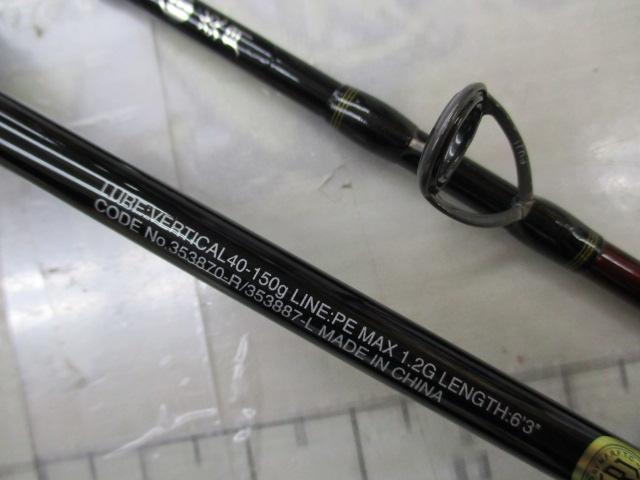 LURE:VERTICAL40-150g LINE:PE MAX 1.2G LENGTH:6'3"
CODE No.353870-R/353887-L MADE IN CHINA